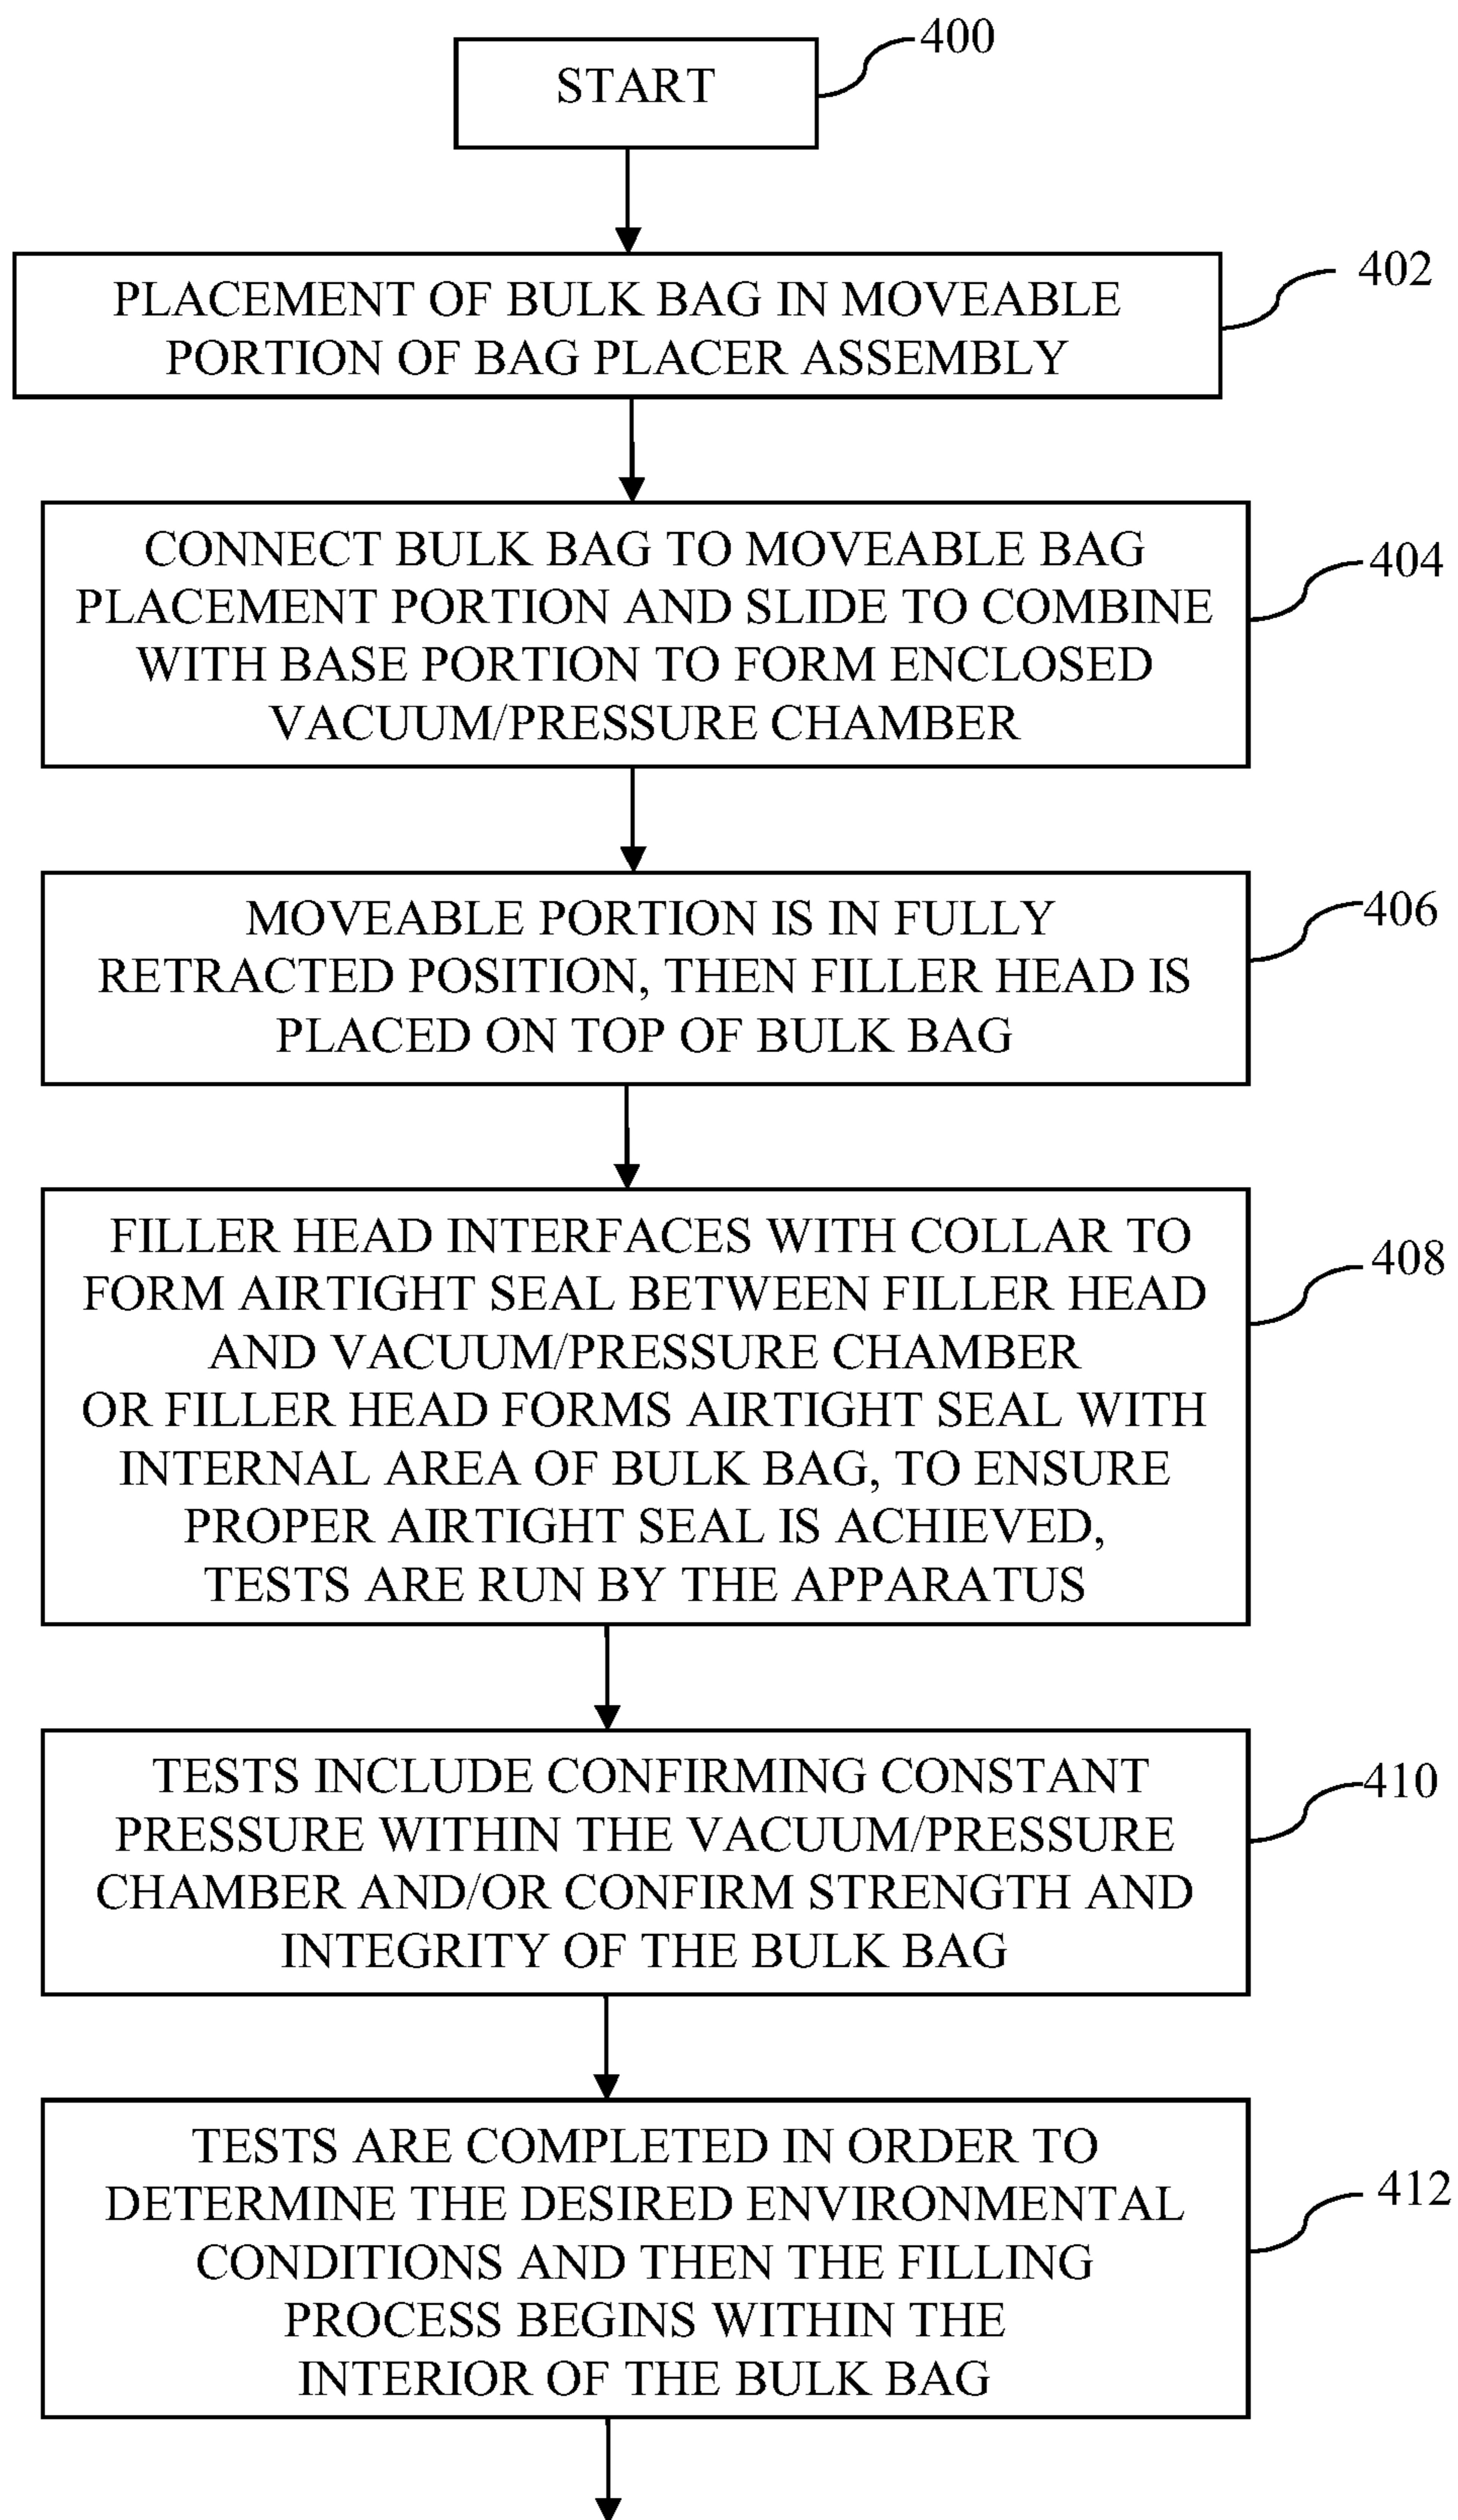 START
400
PLACEMENT OF BULK BAG IN MOVEABLE
PORTION OF BAG PLACER ASSEMBLY
402
CONNECT BULK BAG TO MOVEABLE BAG
PLACEMENT PORTION AND SLIDE TO COMBINE
WITH BASE PORTION TO FORM ENCLOSED
VACUUM/PRESSURE CHAMBER
404
MOVEABLE PORTION IS IN FULLY
RETRACTED POSITION, THEN FILLER HEAD IS
PLACED ON TOP OF BULK BAG
406
FILLER HEAD INTERFACES WITH COLLAR TO
FORM AIRTIGHT SEAL BETWEEN FILLER HEAD
AND VACUUM/PRESSURE CHAMBER
OR FILLER HEAD FORMS AIRTIGHT SEAL WITH
INTERNAL AREA OF BULK BAG, TO ENSURE
PROPER AIRTIGHT SEAL IS ACHIEVED,
TESTS ARE RUN BY THE APPARATUS
408
TESTS INCLUDE CONFIRMING CONSTANT
PRESSURE WITHIN THE VACUUM/PRESSURE
CHAMBER AND/OR CONFIRM STRENGTH AND
INTEGRITY OF THE BULK BAG
410
TESTS ARE COMPLETED IN ORDER TO
DETERMINE THE DESIRED ENVIRONMENTAL
CONDITIONS AND THEN THE FILLING
PROCESS BEGINS WITHIN THE
INTERIOR OF THE BULK BAG
412